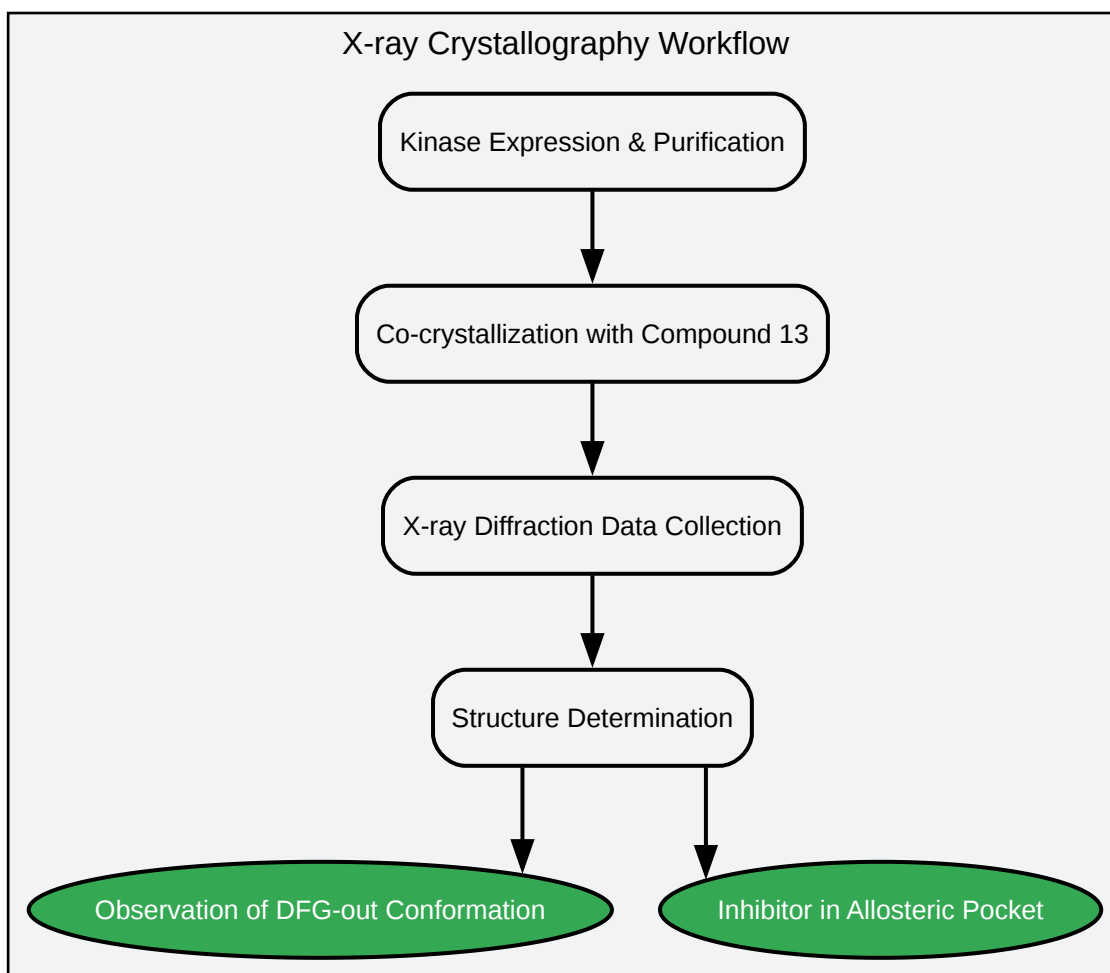 X-ray Crystallography Workflow
Kinase Expression & Purification
Co-crystallization with Compound 13
X-ray Diffraction Data Collection
Structure Determination
Observation of DFG-out Conformation
Inhibitor in Allosteric Pocket